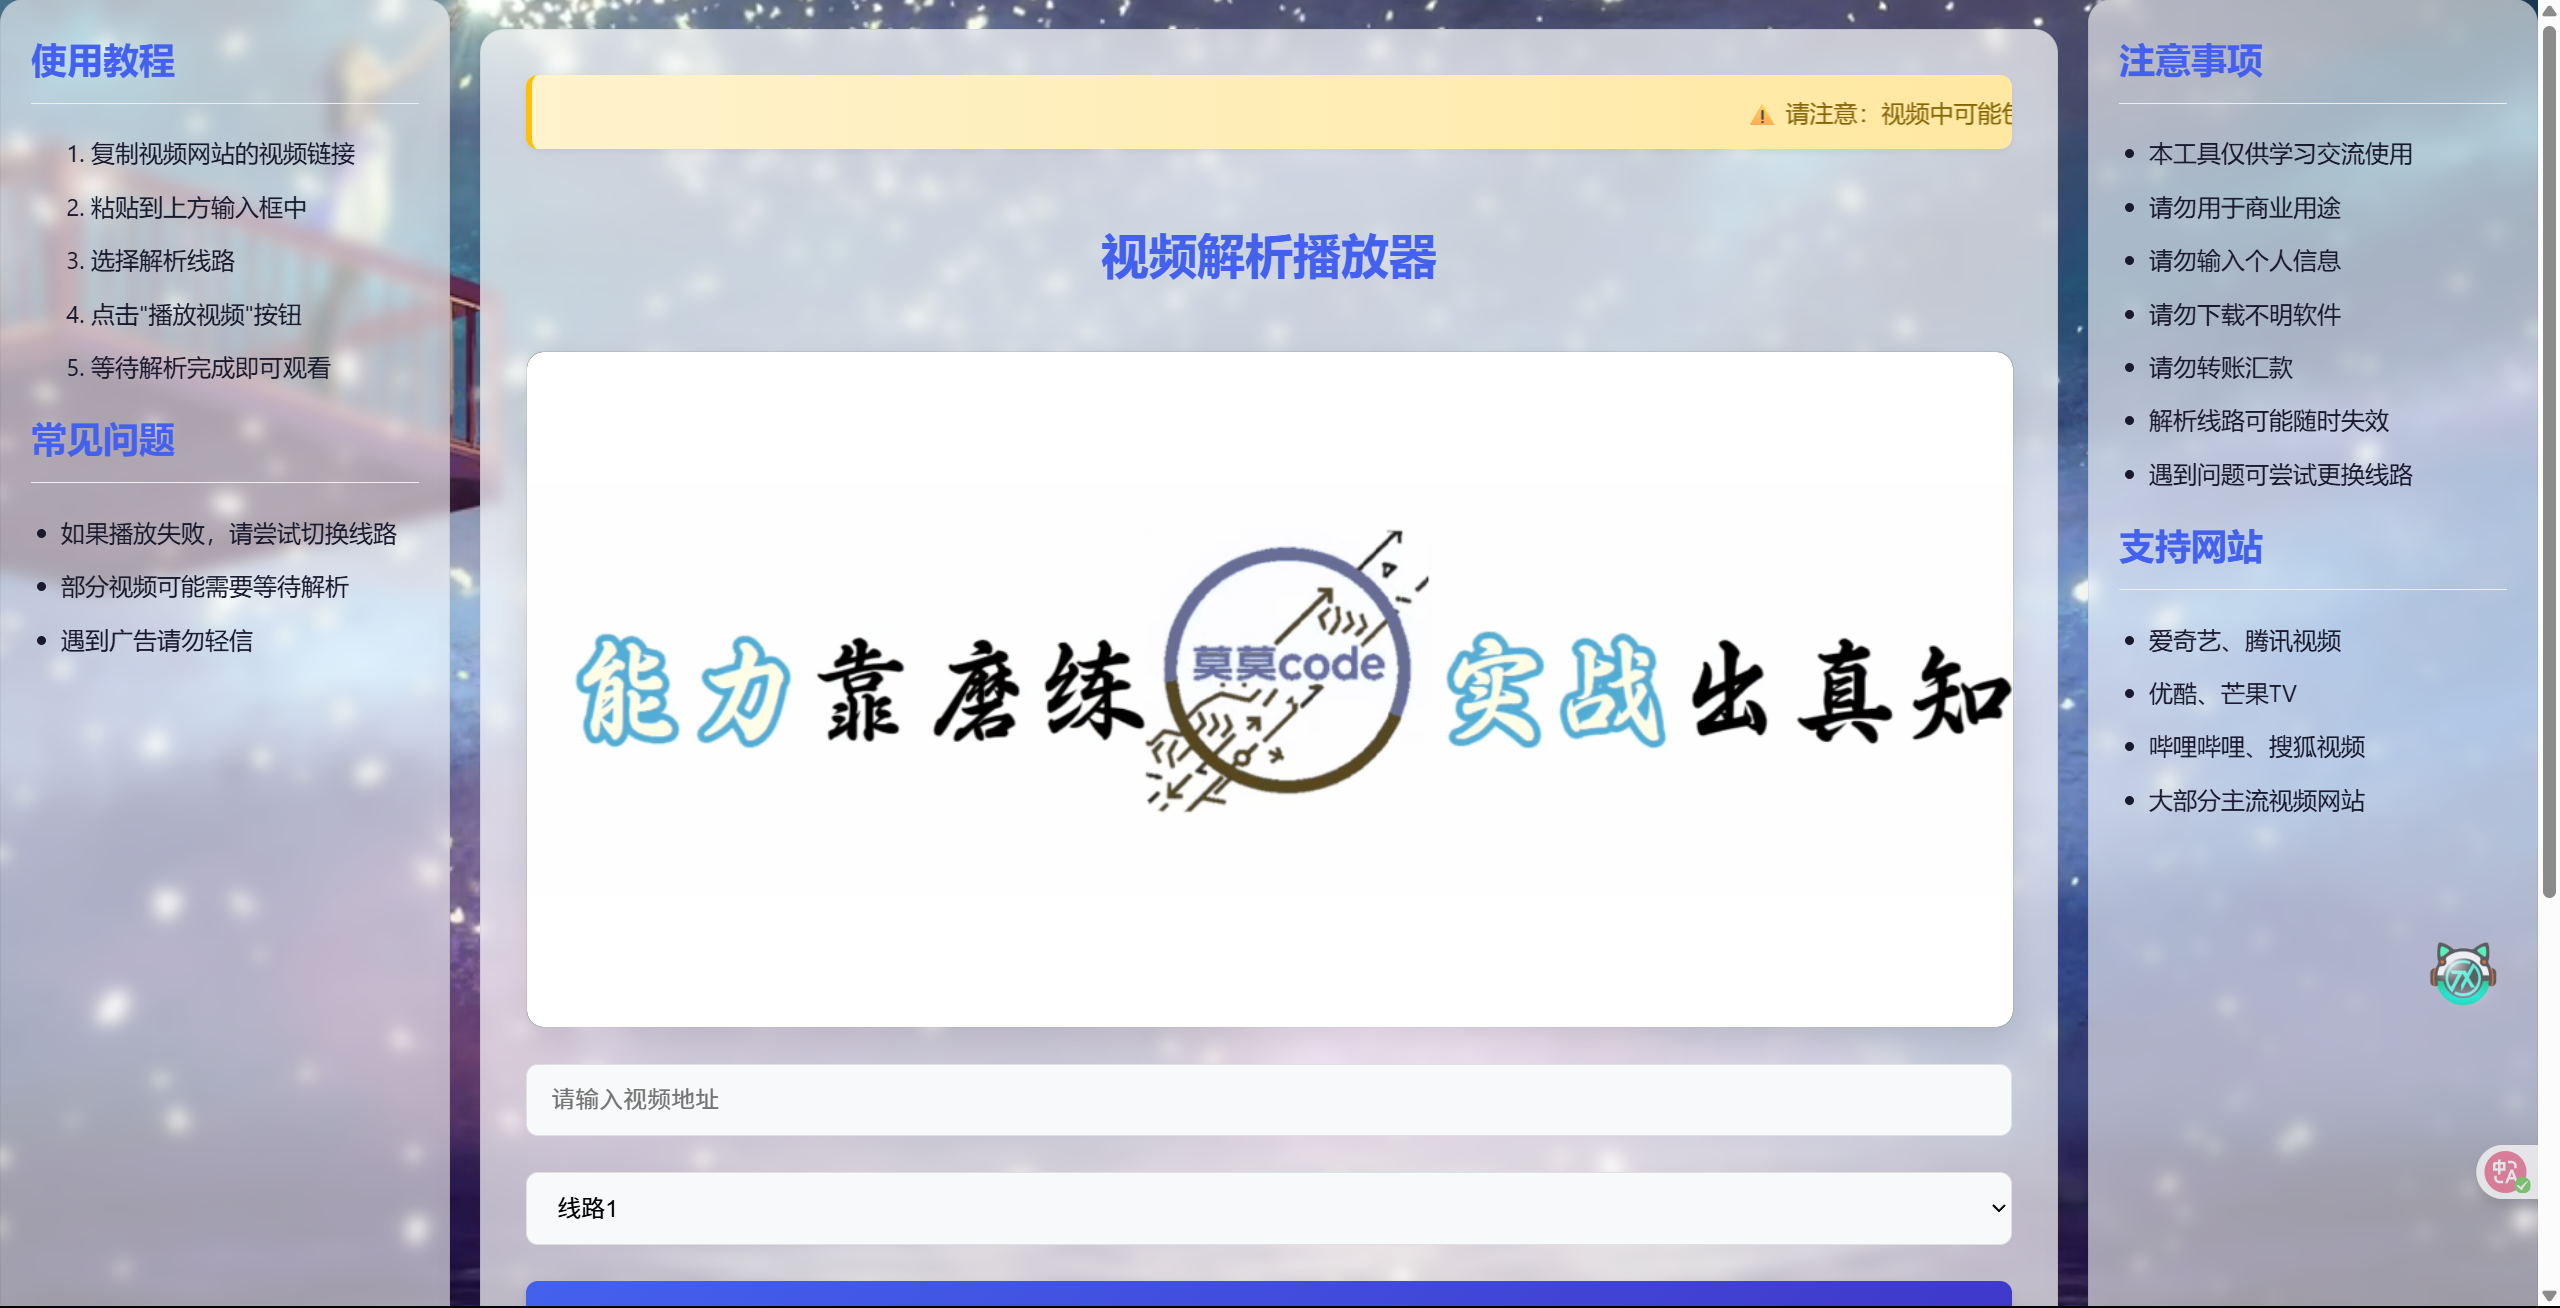 使用教程
1. 复制视频网站的视频链接
2. 粘贴到上方输入框中
3. 选择解析线路
4. 点击"播放视频"按钮
5. 等待解析完成即可观看
常见问题
如果播放失败，请尝试切换线路
部分视频可能需要等待解析
遇到广告请勿轻信
请注意：视频中可能
视频解析播放器
能力靠磨练 莫莫code 实战出真知
请输入视频地址
线路1
注意事项
本工具仅供学习交流使用
请勿用于商业用途
请勿输入个人信息
请勿下载不明软件
请勿转账汇款
解析线路可能随时失效
遇到问题可尝试更换线路
支持网站
爱奇艺、腾讯视频
优酷、芒果TV
哔哩哔哩、搜狐视频
大部分主流视频网站